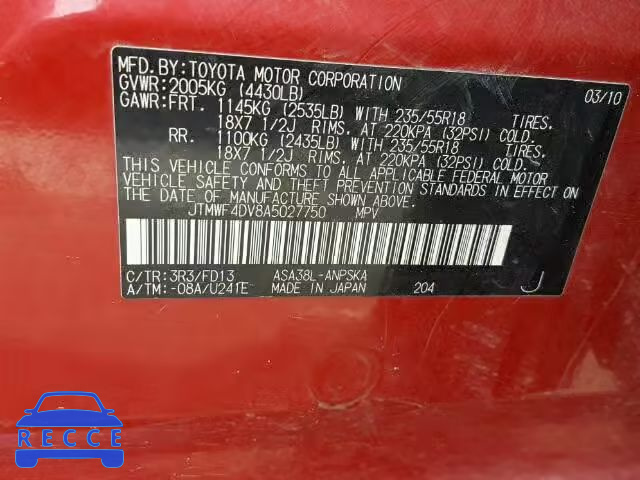 MFD.BY:TOYOTA MOTOR CORPORATION 03/10
GVWR:2005KG (4430LB)
GAWR:FRT. 1145KG (2535LB) WITH 235/55R18 TIRES.
18X7 1/2J RIMS. AT 220KPA (32PSI) COLD.
RR. 1100KG (2435LB) WITH 235/55R18 TIRES.
18X7 1/2J RIMS. AT 220KPA (32PSI) COLD.
THIS VEHICLE CONFORMS TO ALL APPLICABLE FEDERAL MOTOR
VEHICLE SAFETY AND THEFT PREVENTION STANDARDS IN EFFECT ON
THE DATE OF MANUFACTURE SHOWN ABOVE.
JTMWF4DV8A5027750 MPV
C/TR:3R3/FD13 ASA38L-ANPSKA J
A/TM:-08A/U241E MADE IN JAPAN 204
RECCE